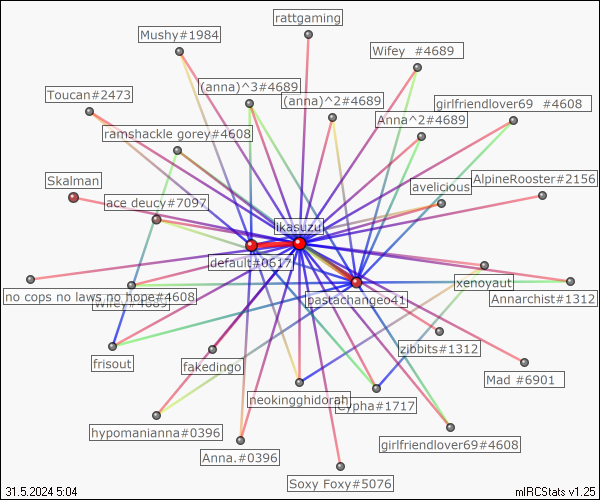 rattgaming
Mushy#1984
Wifey #4689
Toucan#2473
(anna)^3#4689
(anna)^2#4689
girlfriendlover69 #4608
Anna^2#4689
ramshackle gorey#4608
Skalman
AlpineRooster#2156
avelicious
ace deucy#7097
ikasuzu
default#0617
xenoyaut
no cops no laws no hope#4608
Wifey#4689
pastachangeo41
Annarchist#1312
frisout
zibbits#1312
fakedingo
Mad #6901
neokingghidorah
Cypha#1717
hypomanianna#0396
girlfriendlover69#4608
Anna.#0396
Soxy Foxy#5076
31.5.2024 5:04
mIRCStats v1.25